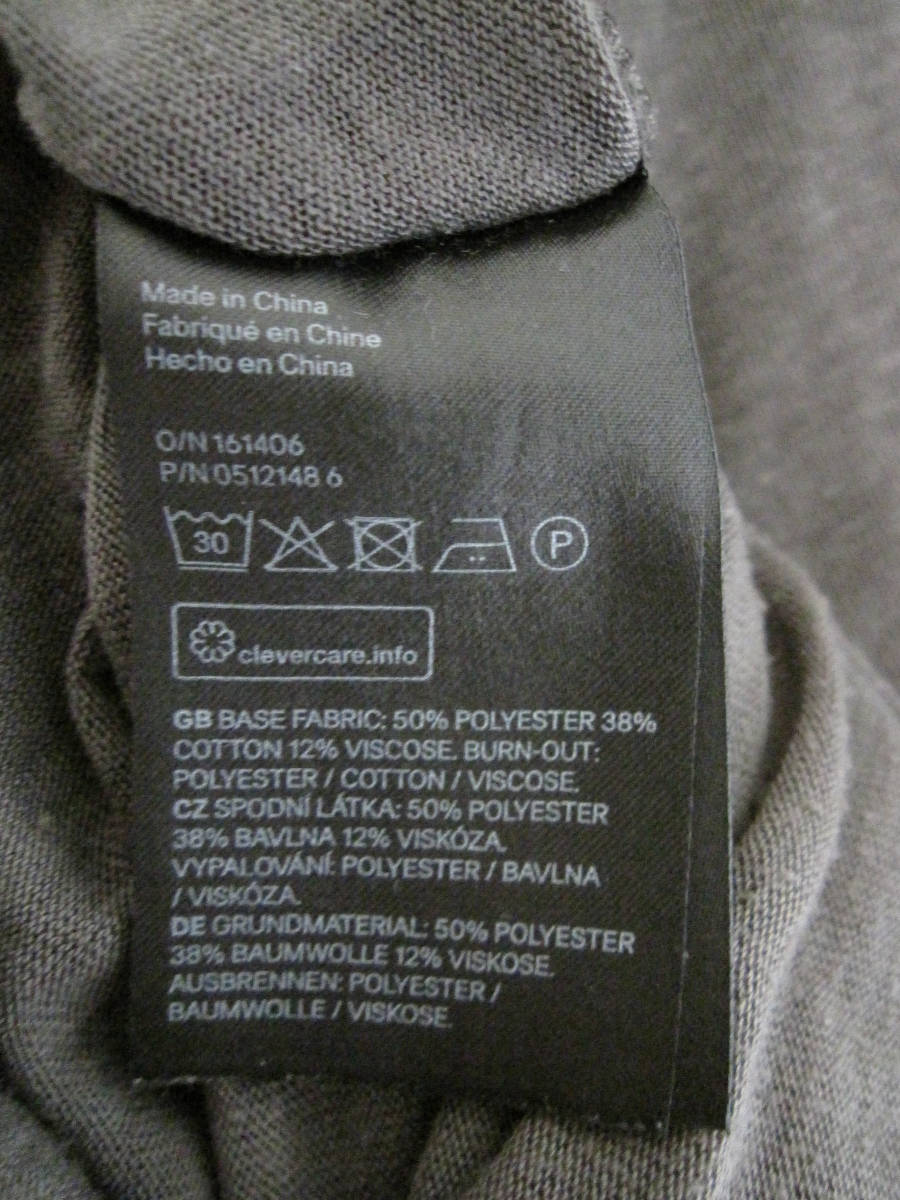 Made in China
Fabriqué en Chine
Hecho en China
O/N 161406
P/N 0512148 6
30
P
clevercare.info
GB BASE FABRIC: 50% POLYESTER 38%
COTTON 12% VISCOSE. BURN-OUT:
POLYESTER / COTTON / VISCOSE.
CZ SPODNÍ LÁTKA: 50% POLYESTER
38% BAVLNA 12% VISKÓZA.
VYPALOVÁNÍ: POLYESTER / BAVLNA
/ VISKÓZA.
DE GRUNDMATERIAL: 50% POLYESTER
38% BAUMWOLLE 12% VISKOSE.
AUSBRENNEN: POLYESTER /
BAUMWOLLE / VISKOSE.